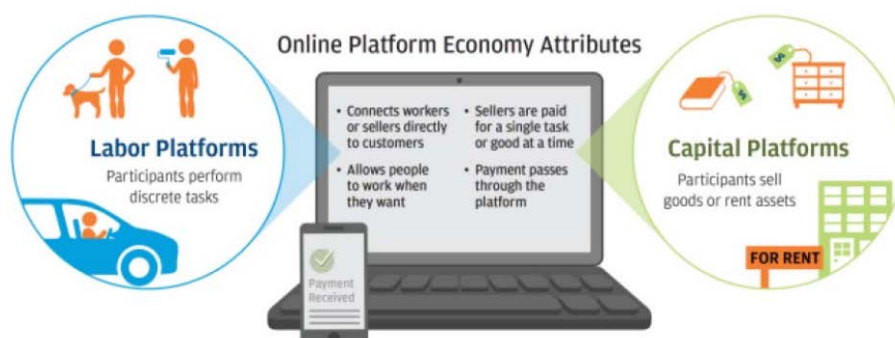 Online Platform Economy Attributes
Labor Platforms
Participants perform
discrete tasks
• Connects workers
or sellers directly
to customers
• Allows people
to work when
they want
• Sellers are paid
for a single task
or good at a time
• Payment passes
through the
platform
Payment
Received
$
$
Capital Platforms
Participants sell
goods or rent assets
FOR RENT